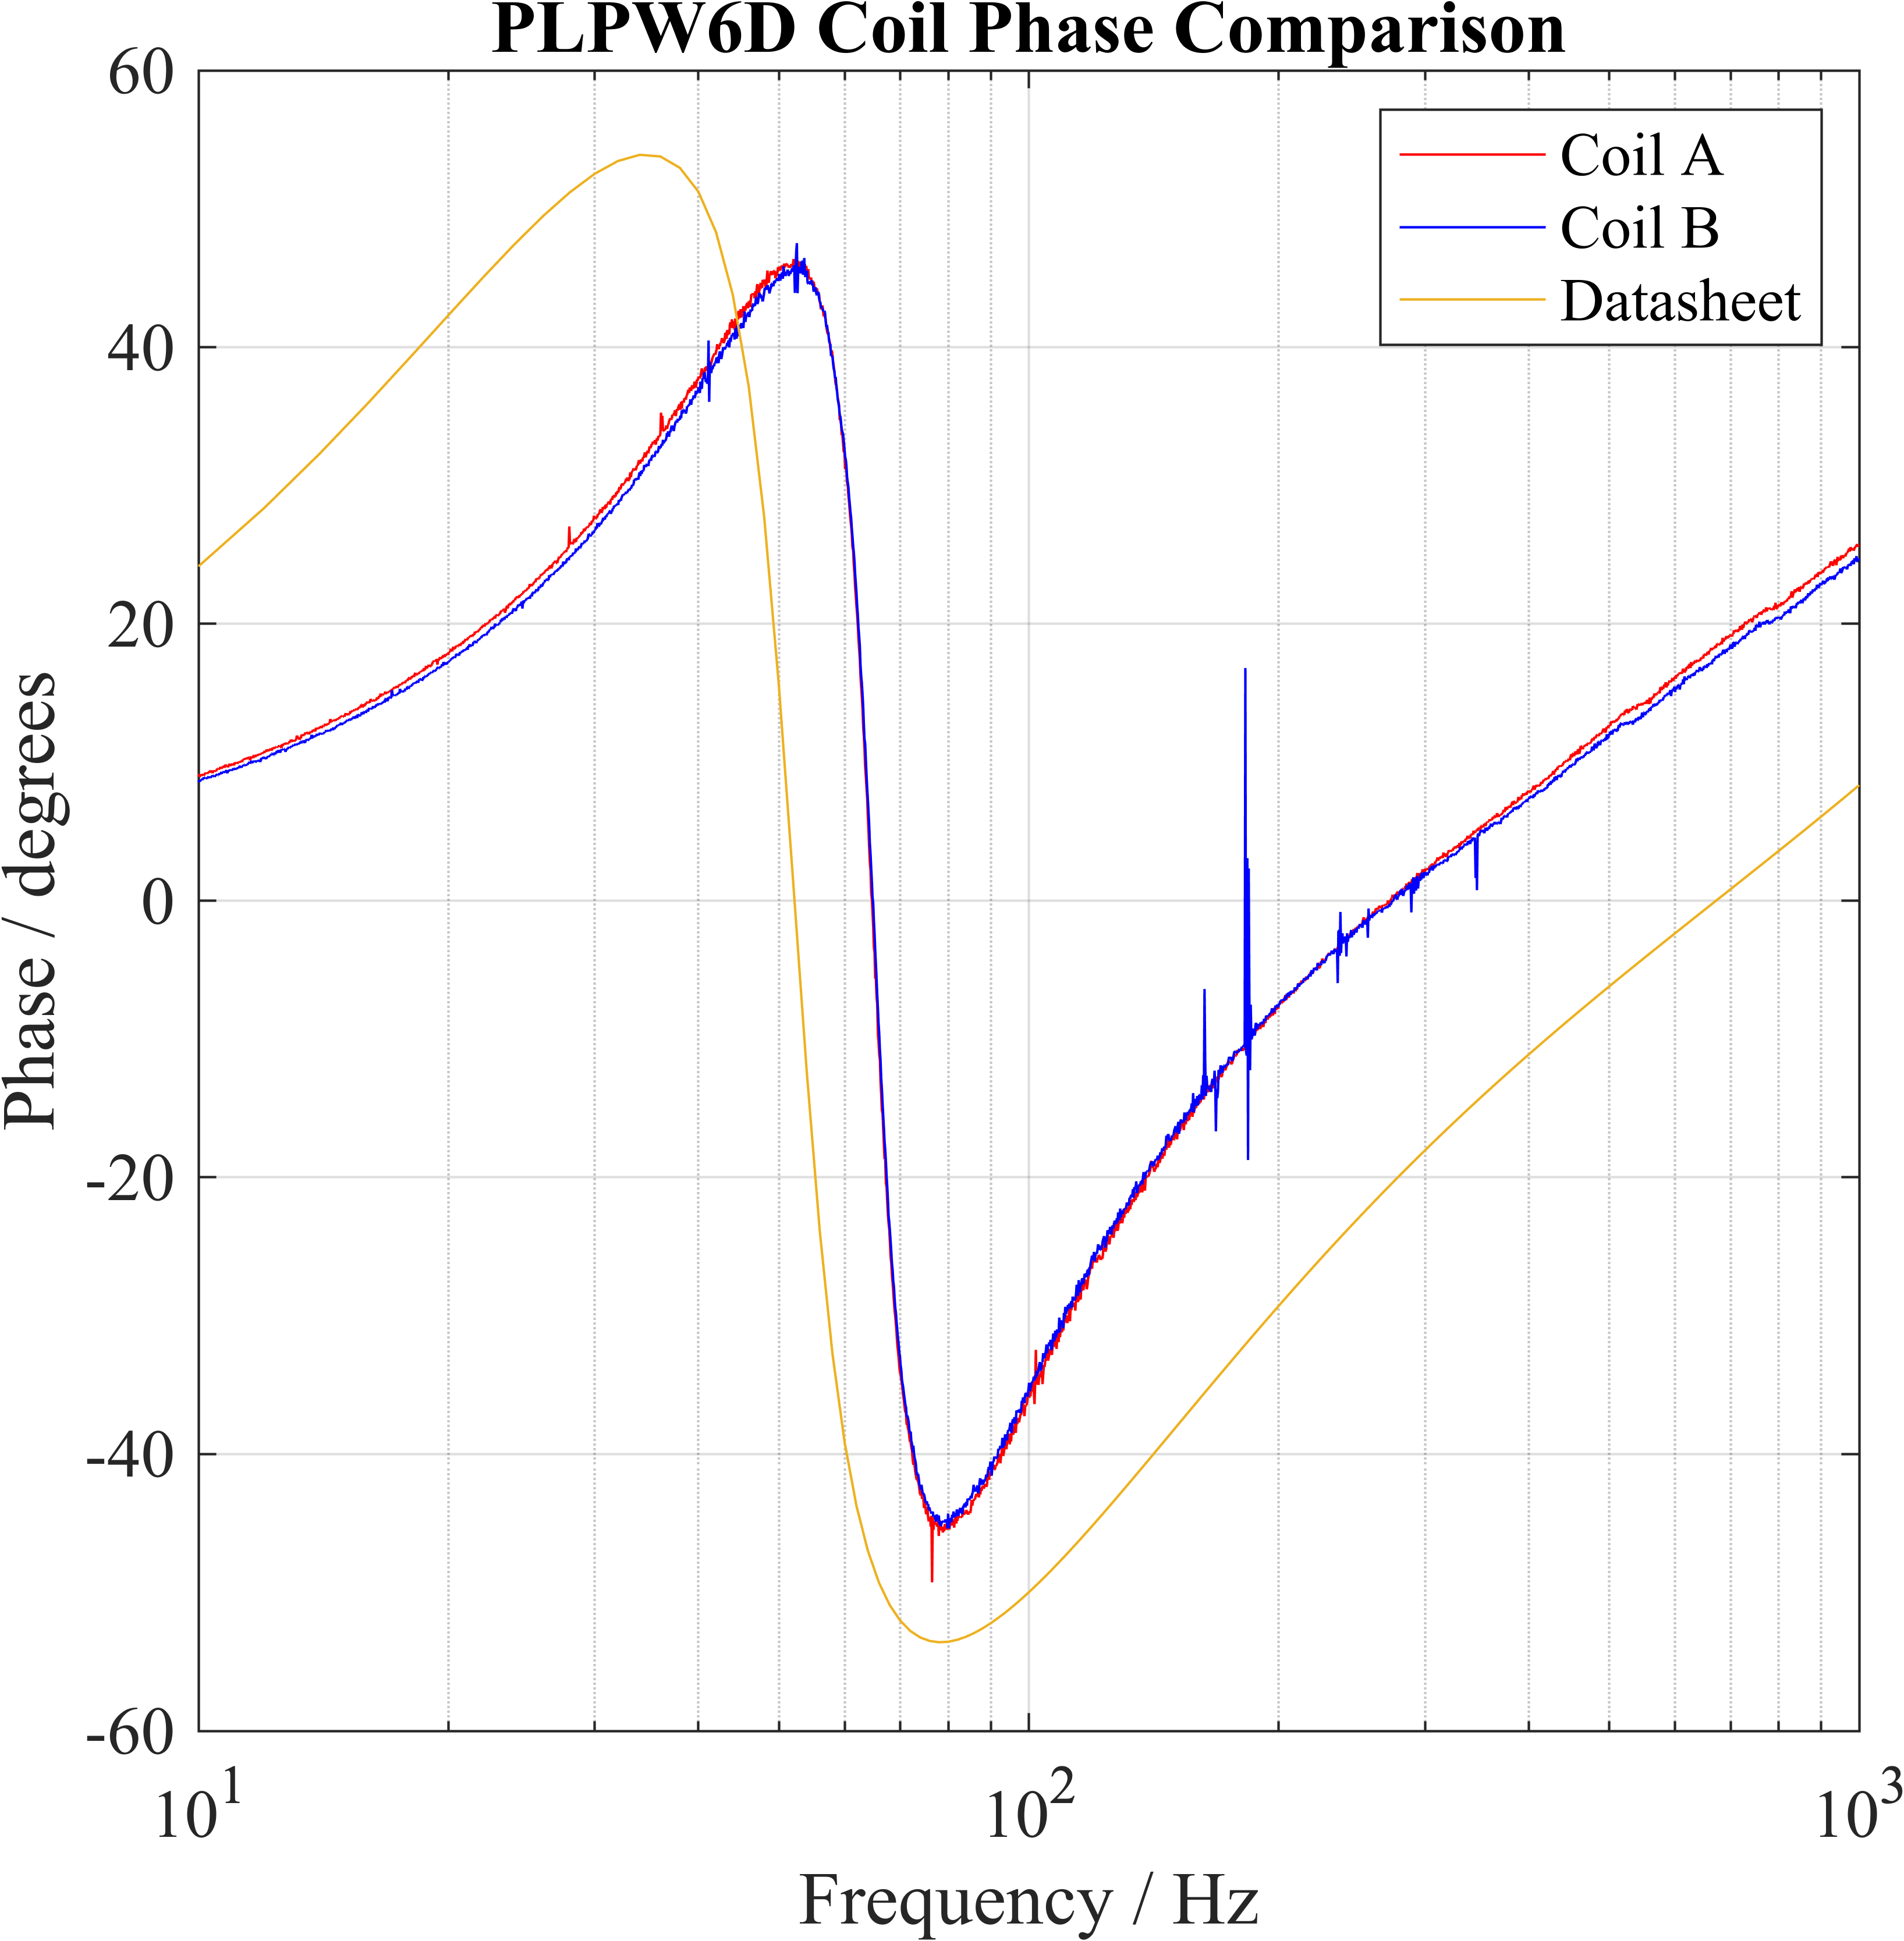 PLPW6D Coil Phase Comparison
60
40
20
0
-20
-40
-60
Phase / degrees
Coil A
Coil B
Datasheet
10^1
10^2
10^3
Frequency / Hz